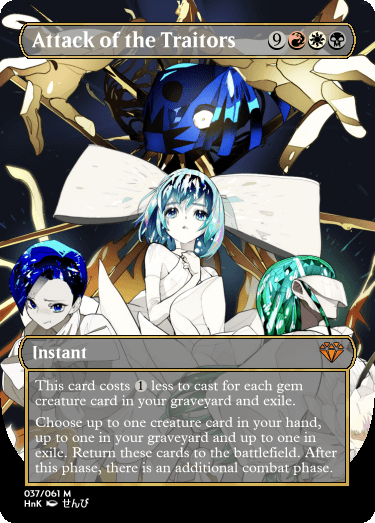 Attack of the Traitors 9
Instant
This card costs 1 less to cast for each gem
creature card in your graveyard and exile.
Choose up to one creature card in your hand,
up to one in your graveyard and up to one in
exile. Return these cards to the battlefield. After
this phase, there is an additional combat phase.
037/061 M
HnK せんぴ